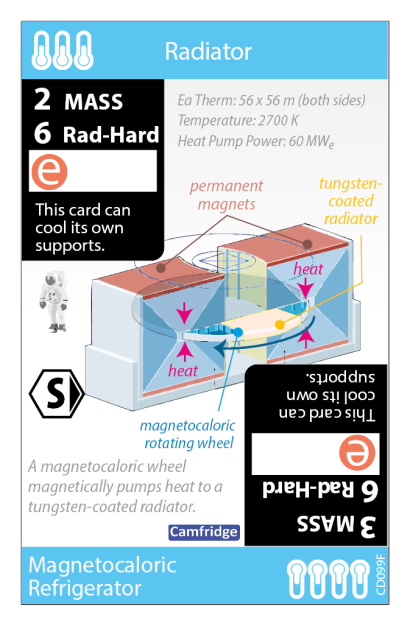 Radiator
2 MASS
6 Rad-Hard
e
This card can
cool its own
supports.
Ea Therm: 56 x 56 m (both sides)
Temperature: 2700 K
Heat Pump Power: 60 MWe
permanent
magnets
tungsten-
coated
radiator
heat
heat
S
magnetocaloric
rotating wheel
A magnetocaloric wheel
magnetically pumps heat to a
tungsten-coated radiator.
Camfridge
3 MASS
6 Rad-Hard
e
This card can
cool its own
supports.
Magnetocaloric
Refrigerator
CD099F